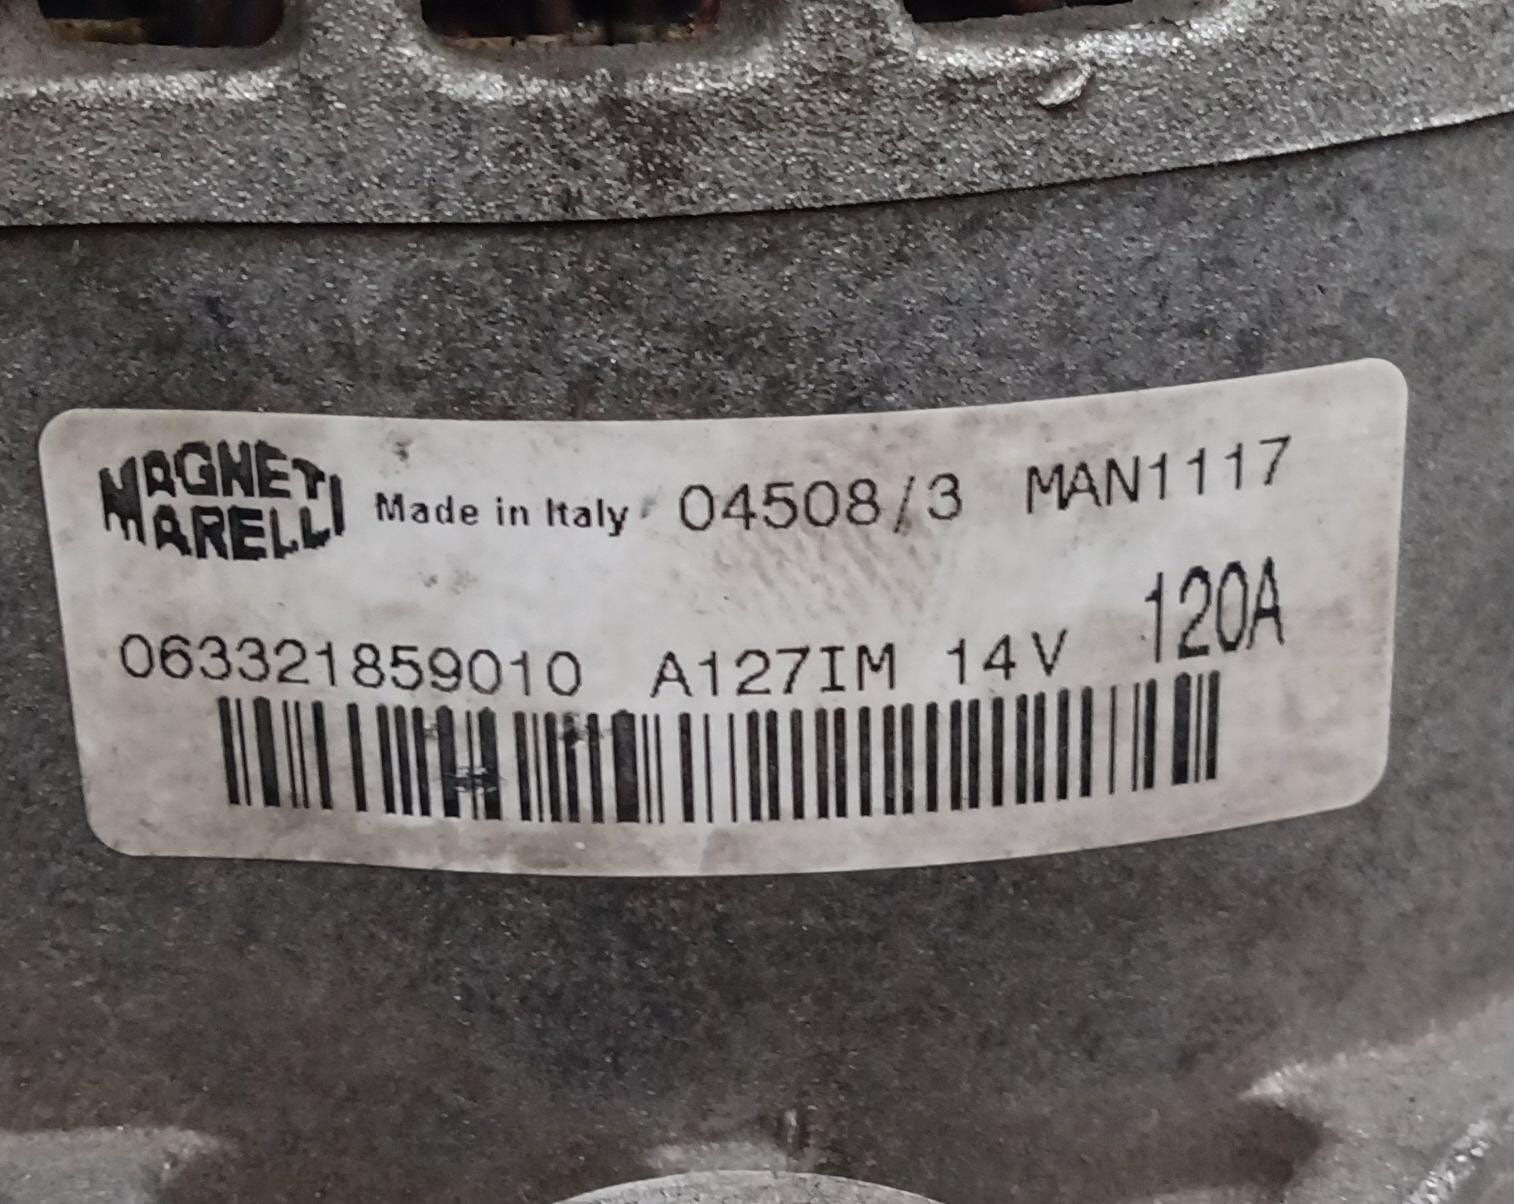 MAGNETI
MARELLI
Made in Italy 04508/3 MAN1117
063321859010 A127IM 14V 120A